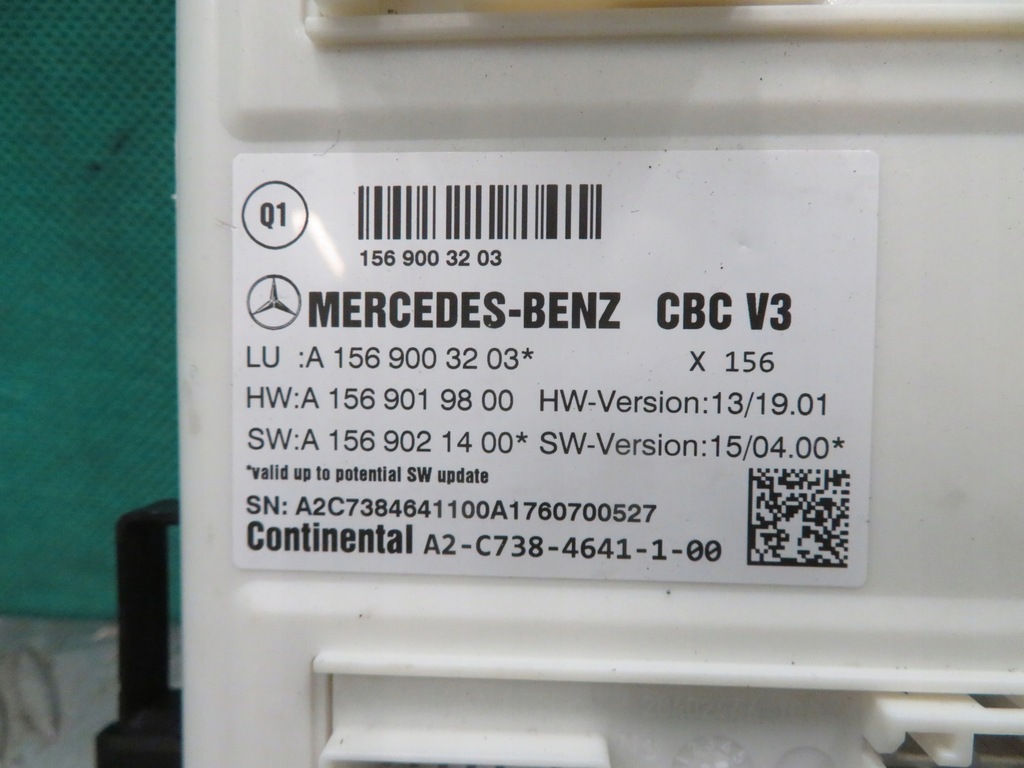 Q1
156 900 32 03
MERCEDES-BENZ CBC V3
LU :A 156 900 32 03* X 156
HW:A 156 901 98 00 HW-Version:13/19.01
SW:A 156 902 14 00* SW-Version:15/04.00*
*valid up to potential SW update
SN: A2C7384641100A1760700527
Continental A2-C738-4641-1-00